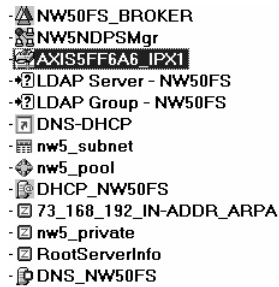 NW50FS_BROKER
NW5NDPSMgr
AXIS5FF6A6_IPX1
LDAP Server - NW50FS
LDAP Group - NW50FS
DNS-DHCP
nw5_subnet
nw5_pool
DHCP_NW50FS
73_168_192_IN-ADDR_ARPA
nw5_private
RootServerInfo
DNS_NW50FS